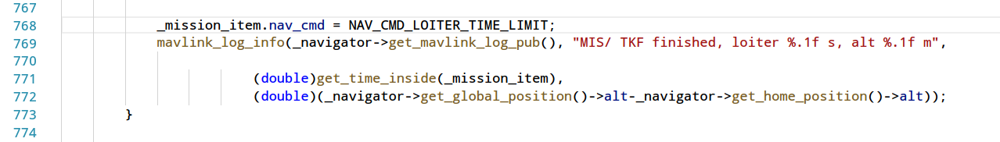 767
768 _mission_item.nav_cmd = NAV_CMD_LOITER_TIME_LIMIT;
769 mavlink_log_info(_navigator->get_mavlink_log_pub(), "MIS/ TKF finished, loiter %.1f s, alt %.1f m",
770
771 (double)get_time_inside(_mission_item),
772 (double)(_navigator->get_global_position()->alt-_navigator->get_home_position()->alt));
773 }
774